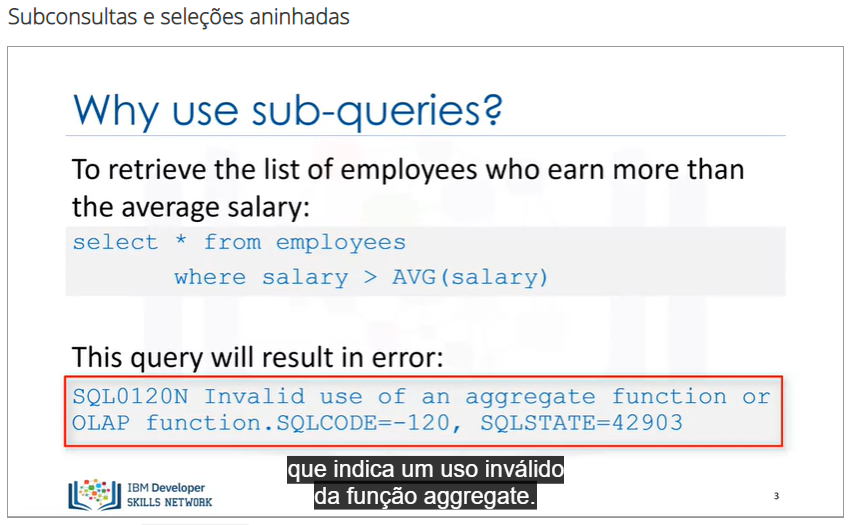 Subconsultas e seleções aninhadas
Why use sub-queries?
To retrieve the list of employees who earn more than
the average salary:
select * from employees
where salary > AVG(salary)
This query will result in error:
SQL0120N Invalid use of an aggregate function or
OLAP function.SQLCODE=-120, SQLSTATE=42903
que indica um uso inválido
da função aggregate.
IBM Developer
SKILLS NETWORK
3